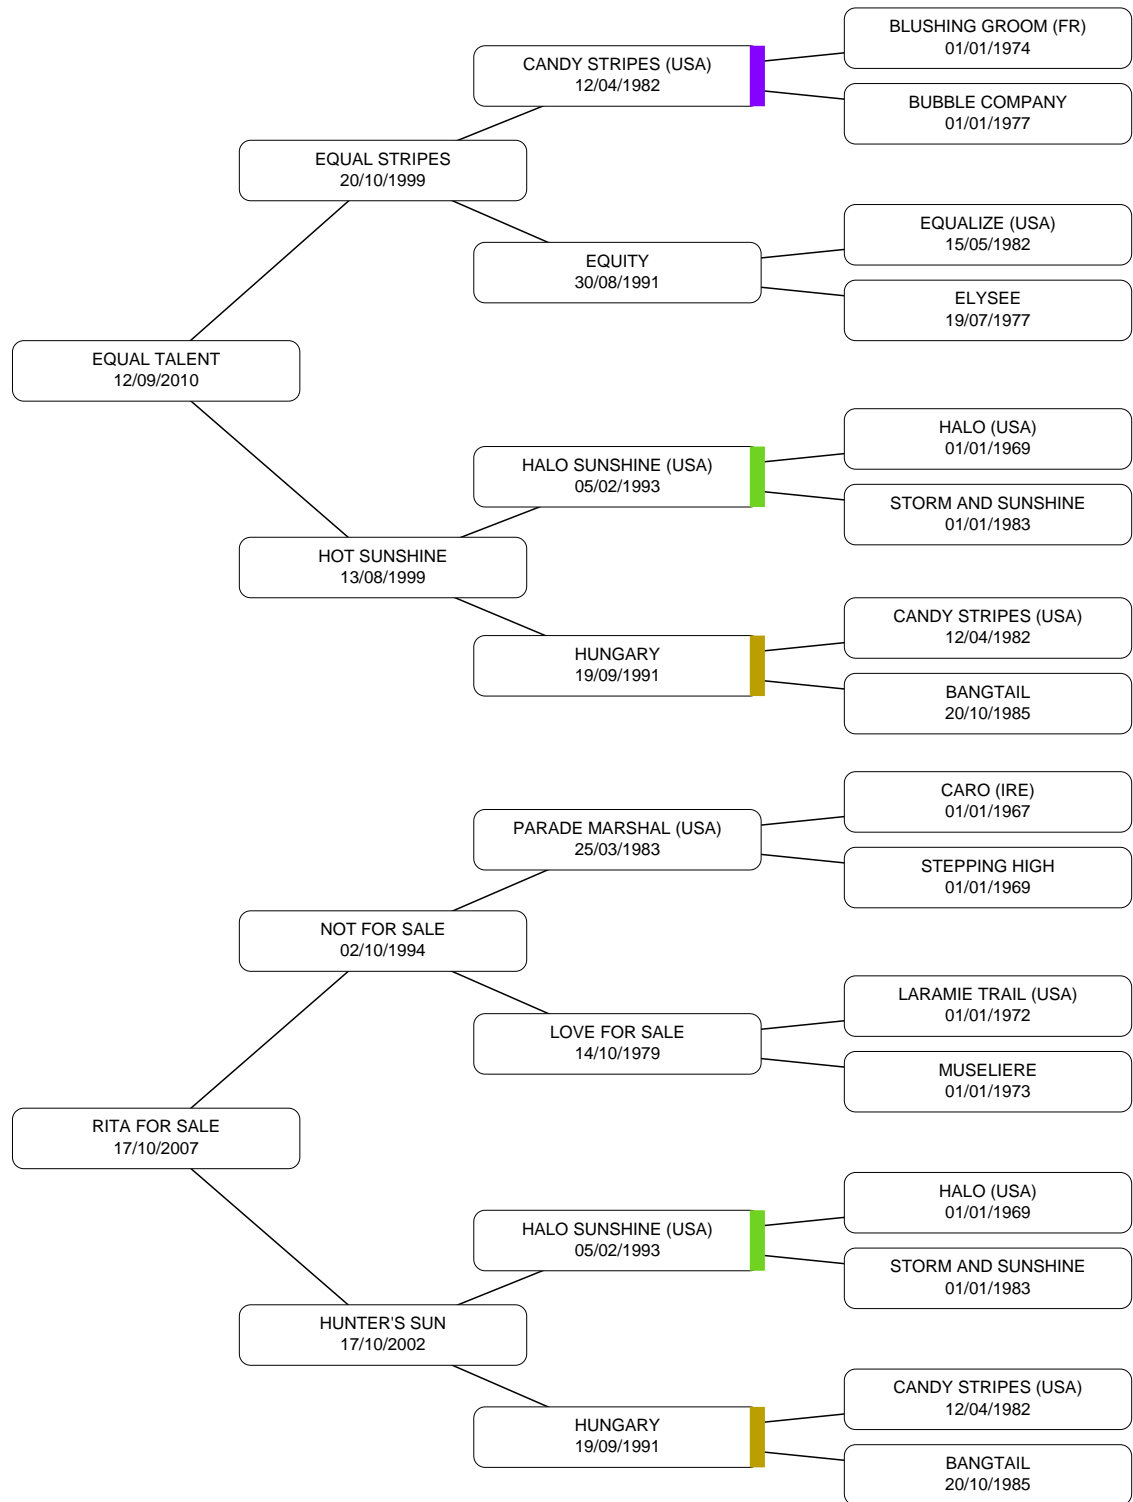 BLUSHING GROOM (FR)
01/01/1974
CANDY STRIPES (USA)
12/04/1982
BUBBLE COMPANY
01/01/1977
EQUAL STRIPES
20/10/1999
EQUALIZE (USA)
15/05/1982
EQUITY
30/08/1991
ELYSEE
19/07/1977
EQUAL TALENT
12/09/2010
HALO (USA)
01/01/1969
HALO SUNSHINE (USA)
05/02/1993
STORM AND SUNSHINE
01/01/1983
HOT SUNSHINE
13/08/1999
CANDY STRIPES (USA)
12/04/1982
HUNGARY
19/09/1991
BANGTAIL
20/10/1985
CARO (IRE)
01/01/1967
PARADE MARSHAL (USA)
25/03/1983
STEPPING HIGH
01/01/1969
NOT FOR SALE
02/10/1994
LARAMIE TRAIL (USA)
01/01/1972
LOVE FOR SALE
14/10/1979
MUSELIERE
01/01/1973
RITA FOR SALE
17/10/2007
HALO (USA)
01/01/1969
HALO SUNSHINE (USA)
05/02/1993
STORM AND SUNSHINE
01/01/1983
HUNTER'S SUN
17/10/2002
CANDY STRIPES (USA)
12/04/1982
HUNGARY
19/09/1991
BANGTAIL
20/10/1985